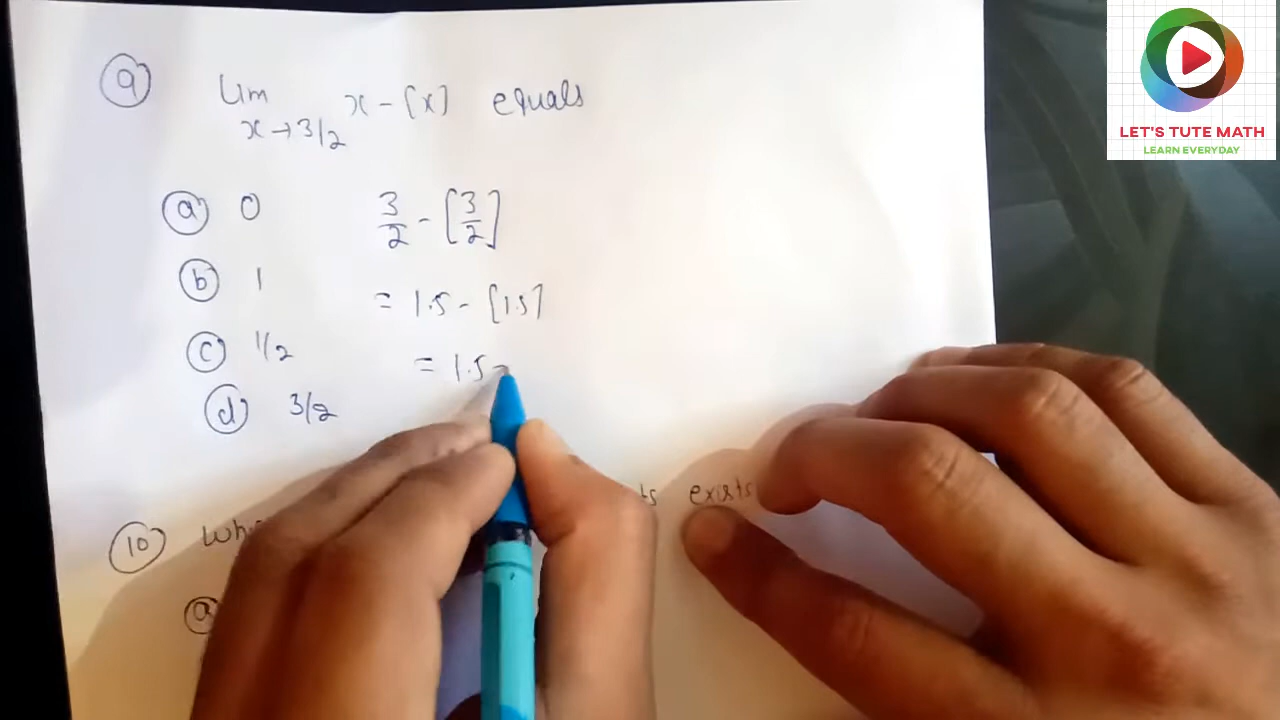 9 lim x→3/2 x - [x] equals
a 0
b 1
c 1/2
d 3/2
3/2 - [3/2]
= 1.5 - [1.5]
= 1.5 -
10
exists
a
LET'S TUTE MATH
LEARN EVERYDAY